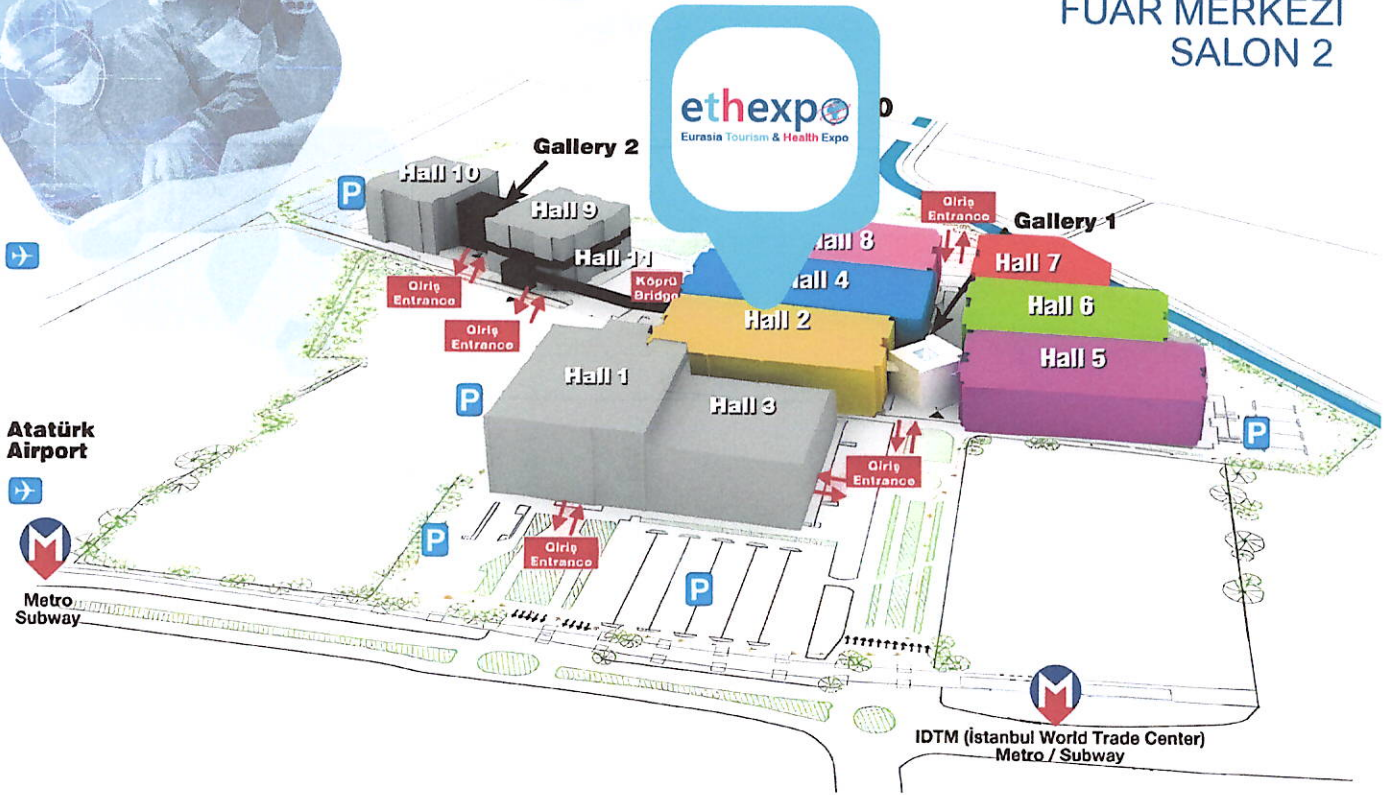 FUAR MERKEZİ
SALON 2
ethexpo
Eurasia Tourism & Health Expo
Gallery 2
Hall 10
Hall 9
Hall 11
P
Giriş
Entrance
Giriş
Entrance
Köprü
Bridge
Hall 8
Hall 4
Hall 2
Giriş
Entrance
Gallery 1
Hall 7
Hall 6
Hall 5
Hall 1
Hall 3
P
P
Atatürk
Airport
M
Metro
Subway
P
Giriş
Entrance
Giriş
Entrance
P
M
IDTM (İstanbul World Trade Center)
Metro / Subway